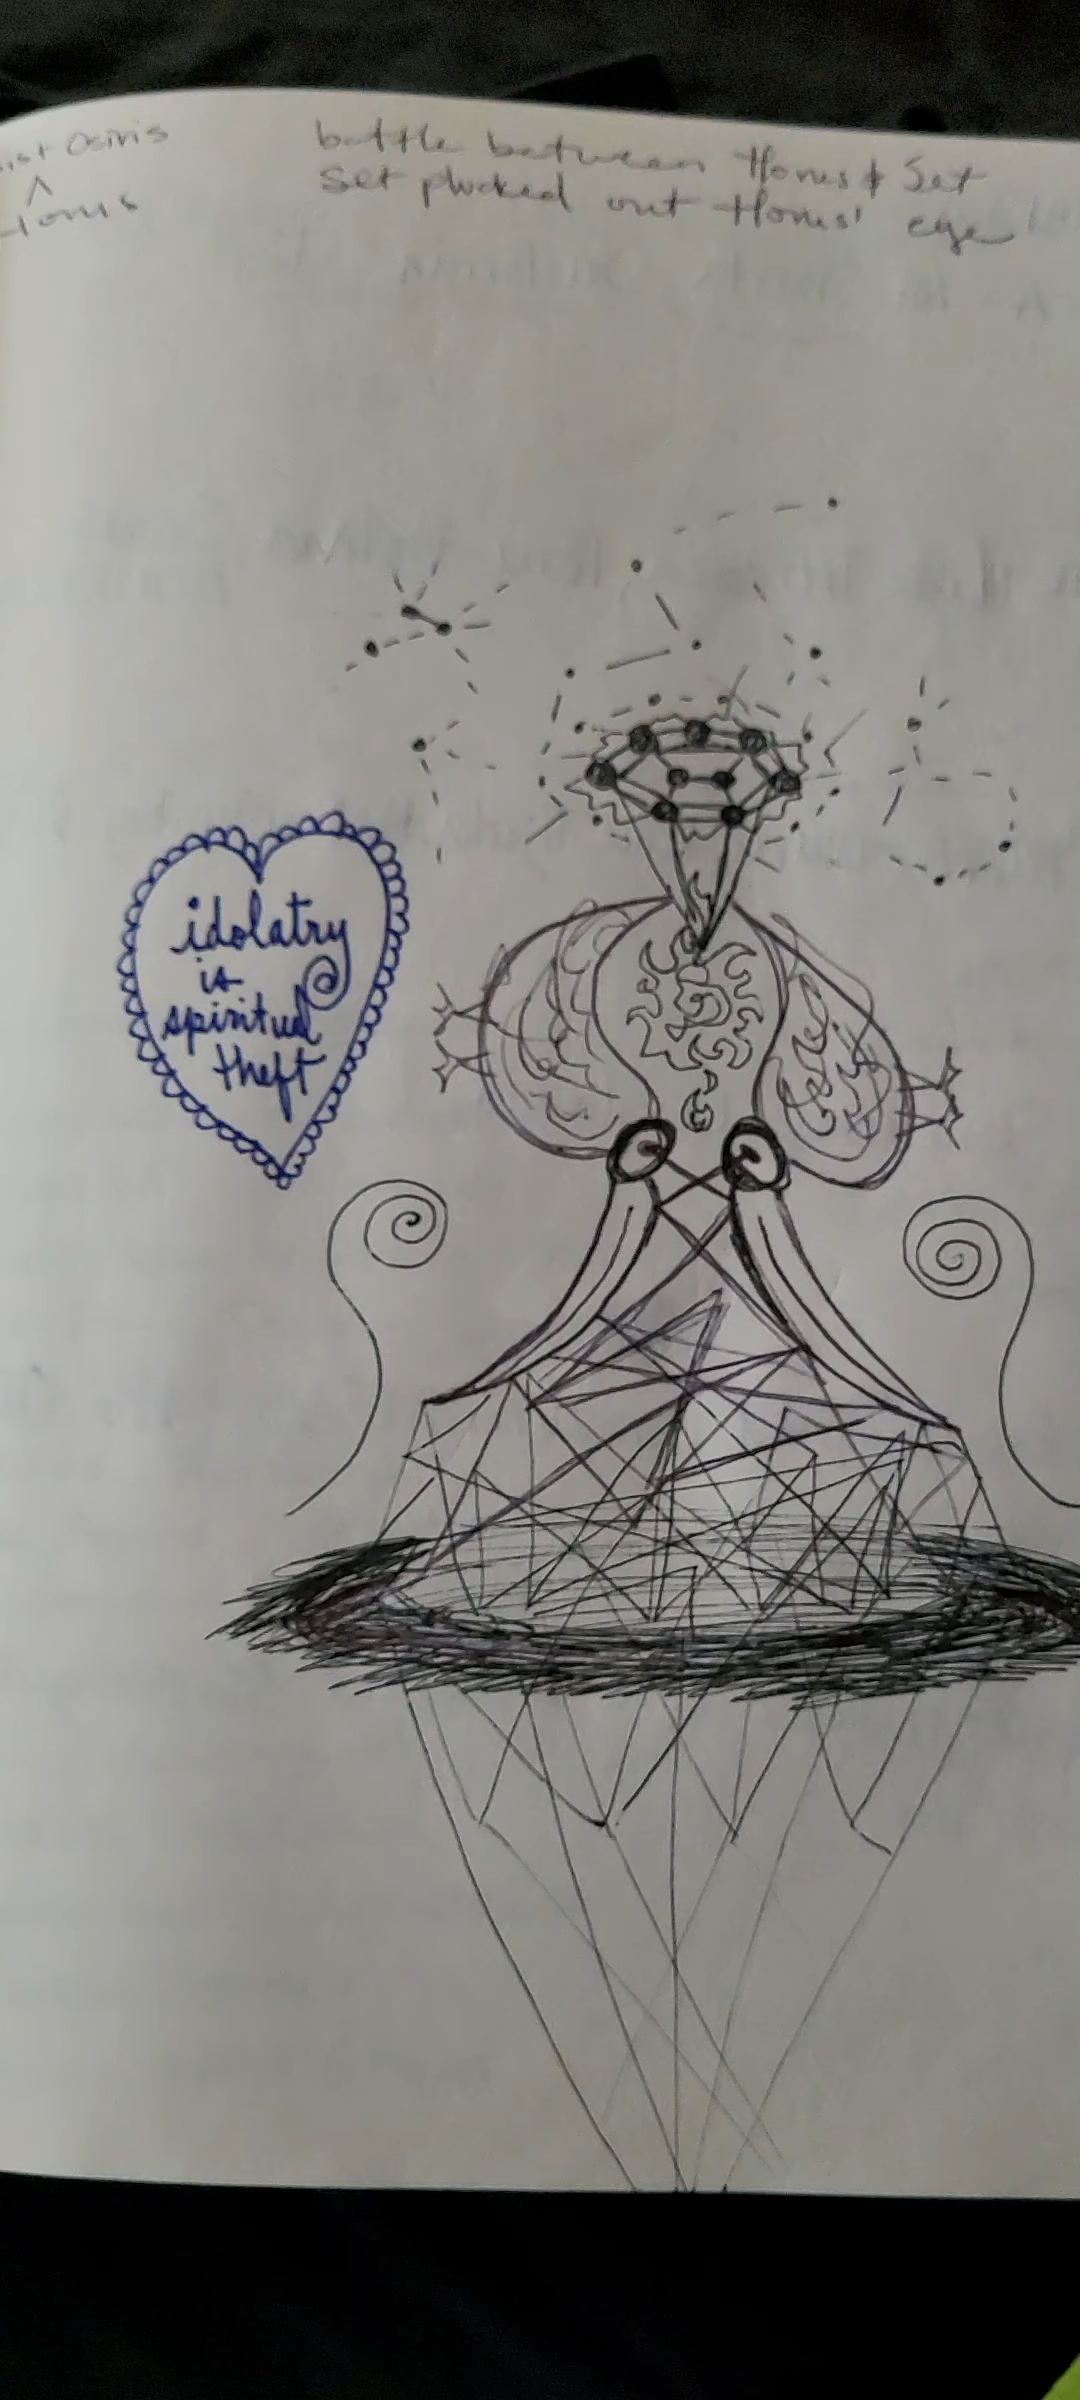 Osiris
^
Horus
battle between Horus & Set
Set plucked out Horus' eye
idolatry
is
spiritual
theft